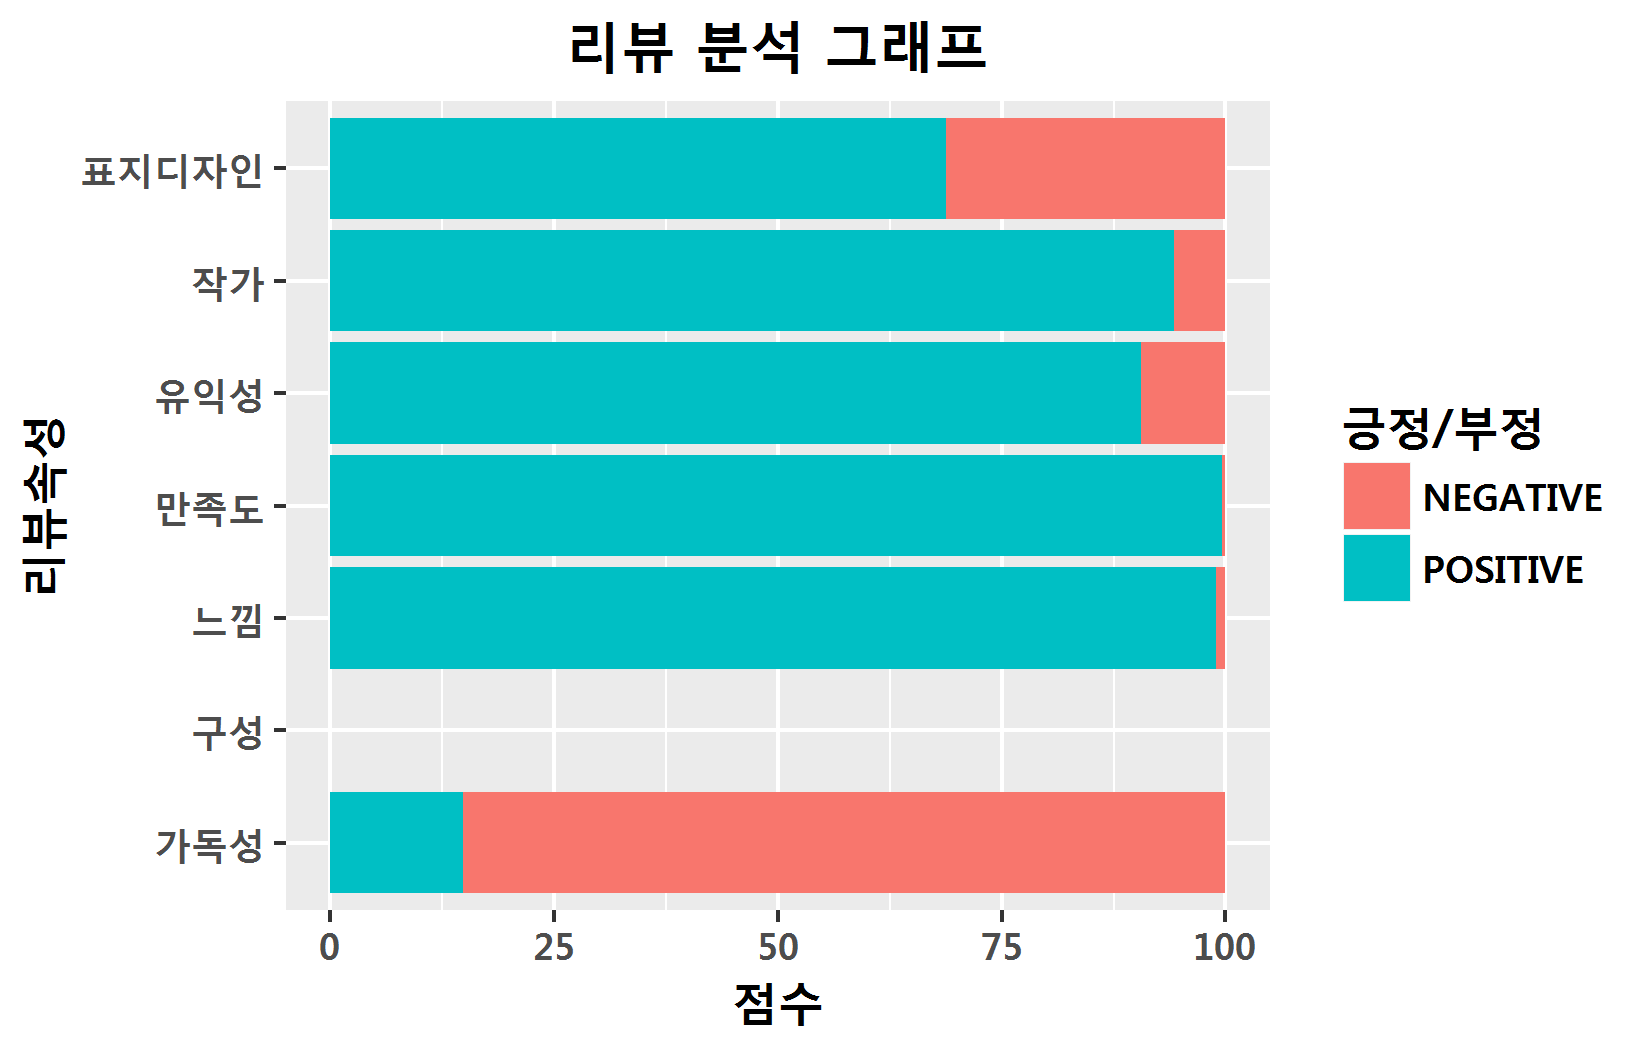 리뷰 분석 그래프
표지디자인
작가
유익성
만족도
느낌
구성
가독성
리뷰속성
0 25 50 75 100
점수
긍정/부정
NEGATIVE
POSITIVE